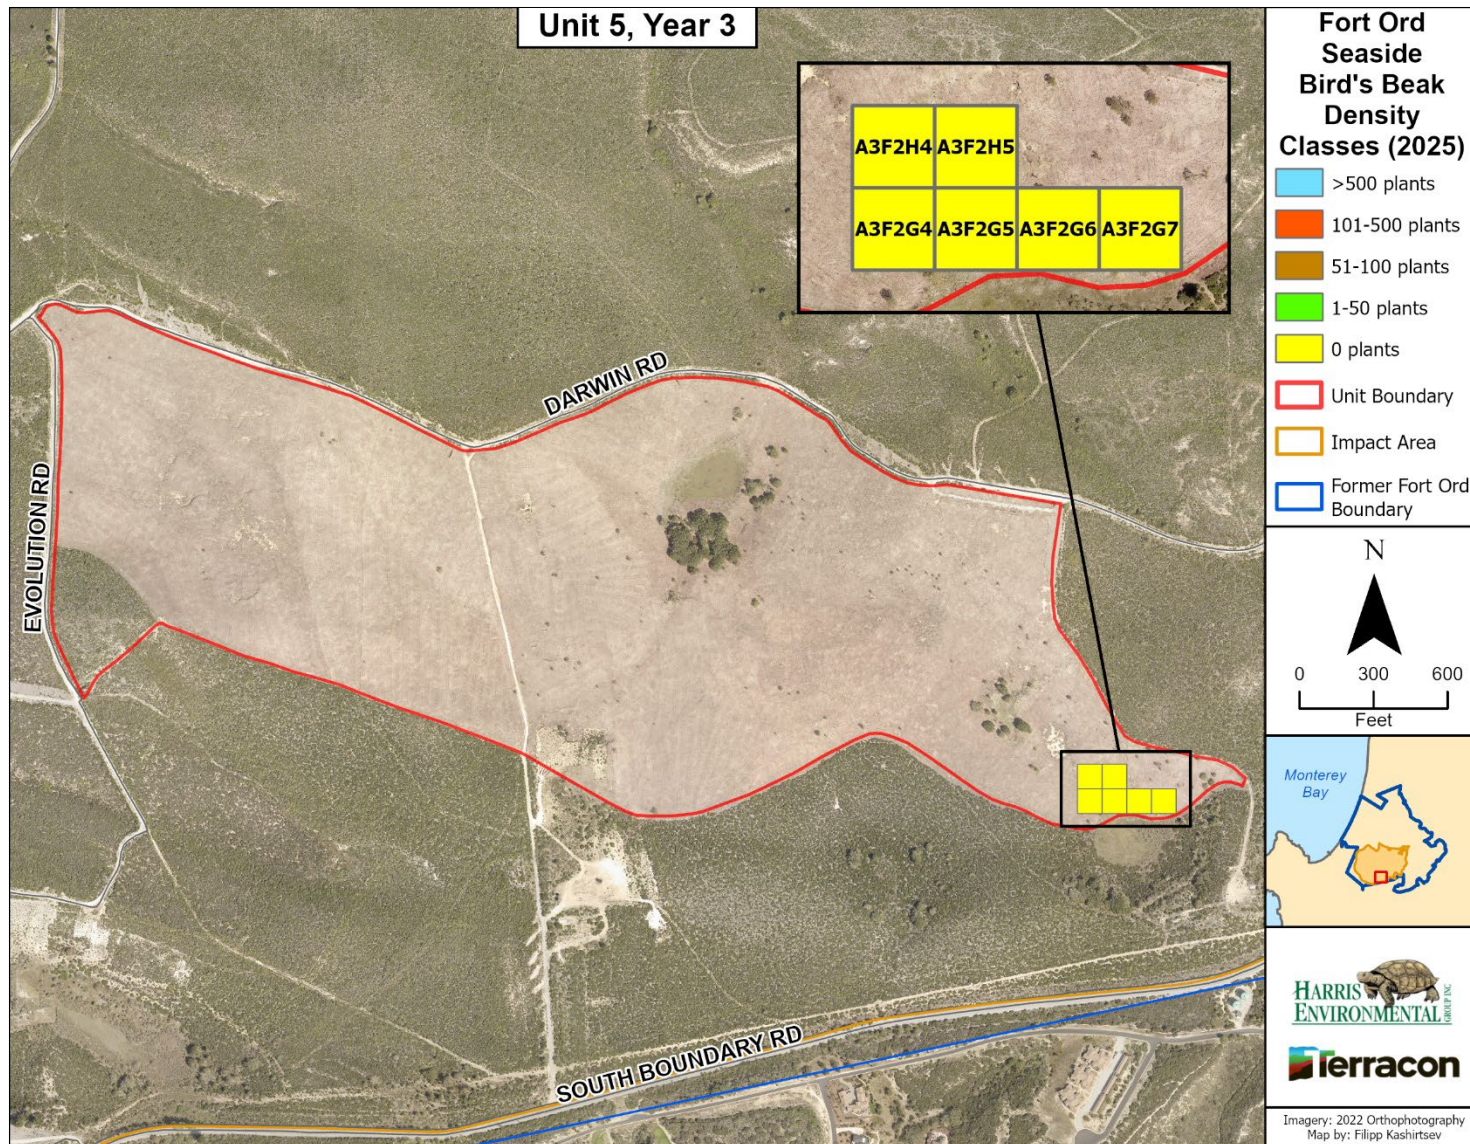 Unit 5, Year 3
A3F2H4 A3F2H5
A3F2G4 A3F2G5 A3F2G6 A3F2G7
DARWIN RD
EVOLUTION RD
SOUTH BOUNDARY RD
Fort Ord
Seaside
Bird's Beak
Density
Classes (2025)
>500 plants
101-500 plants
51-100 plants
1-50 plants
0 plants
Unit Boundary
Impact Area
Former Fort Ord
Boundary
N
0 300 600
Feet
Monterey
Bay
HARRIS
ENVIRONMENTAL GROUP INC
Terracon
Imagery: 2022 Orthophotography
Map by: Filipp Kashirtsev